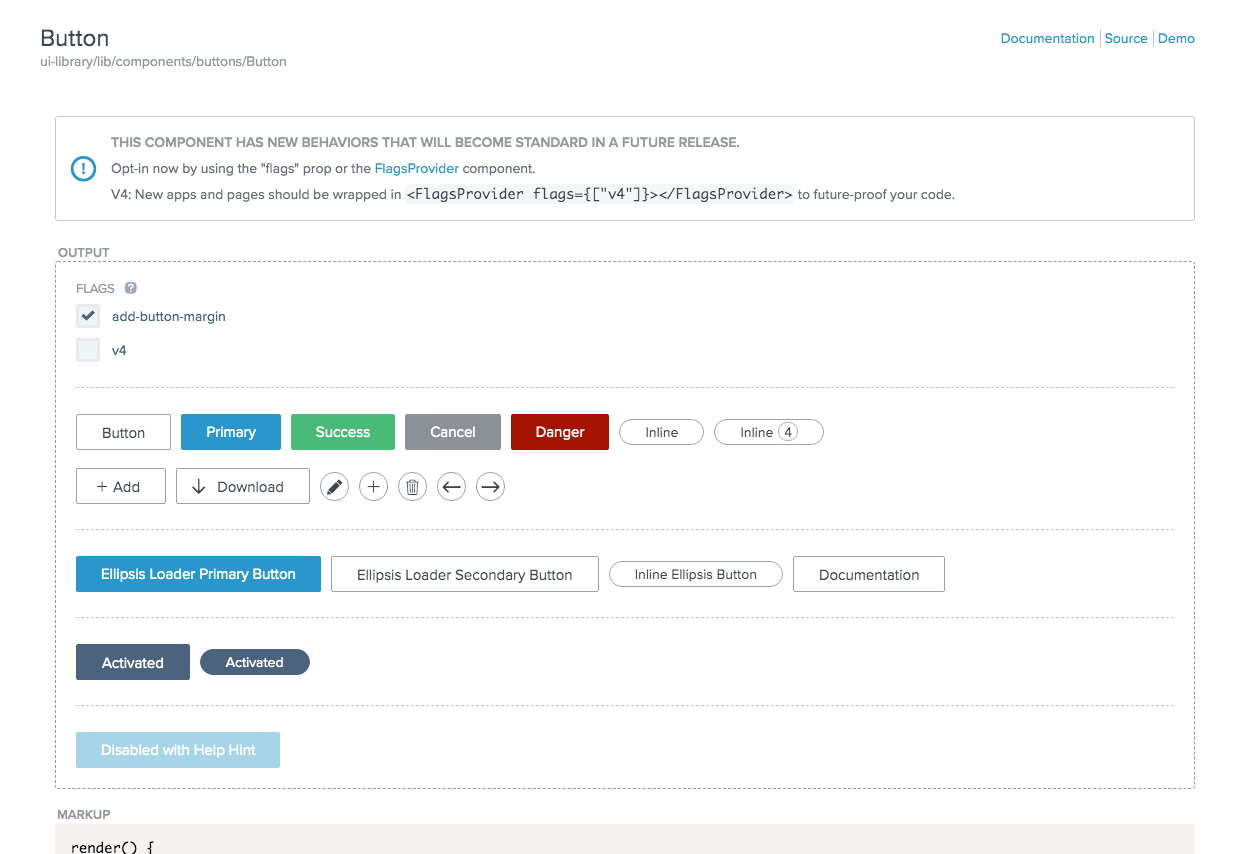 Button
Documentation Source Demo
ui-library/lib/components/buttons/Button
THIS COMPONENT HAS NEW BEHAVIORS THAT WILL BECOME STANDARD IN A FUTURE RELEASE.
Opt-in now by using the "flags" prop or the FlagsProvider component.
V4: New apps and pages should be wrapped in <FlagsProvider flags={["v4"]}></FlagsProvider> to future-proof your code.
OUTPUT
FLAGS ?
add-button-margin
v4
Button Primary Success Cancel Danger Inline Inline 4
+ Add Download
Ellipsis Loader Primary Button Ellipsis Loader Secondary Button Inline Ellipsis Button Documentation
Activated Activated
Disabled with Help Hint
MARKUP
render() {